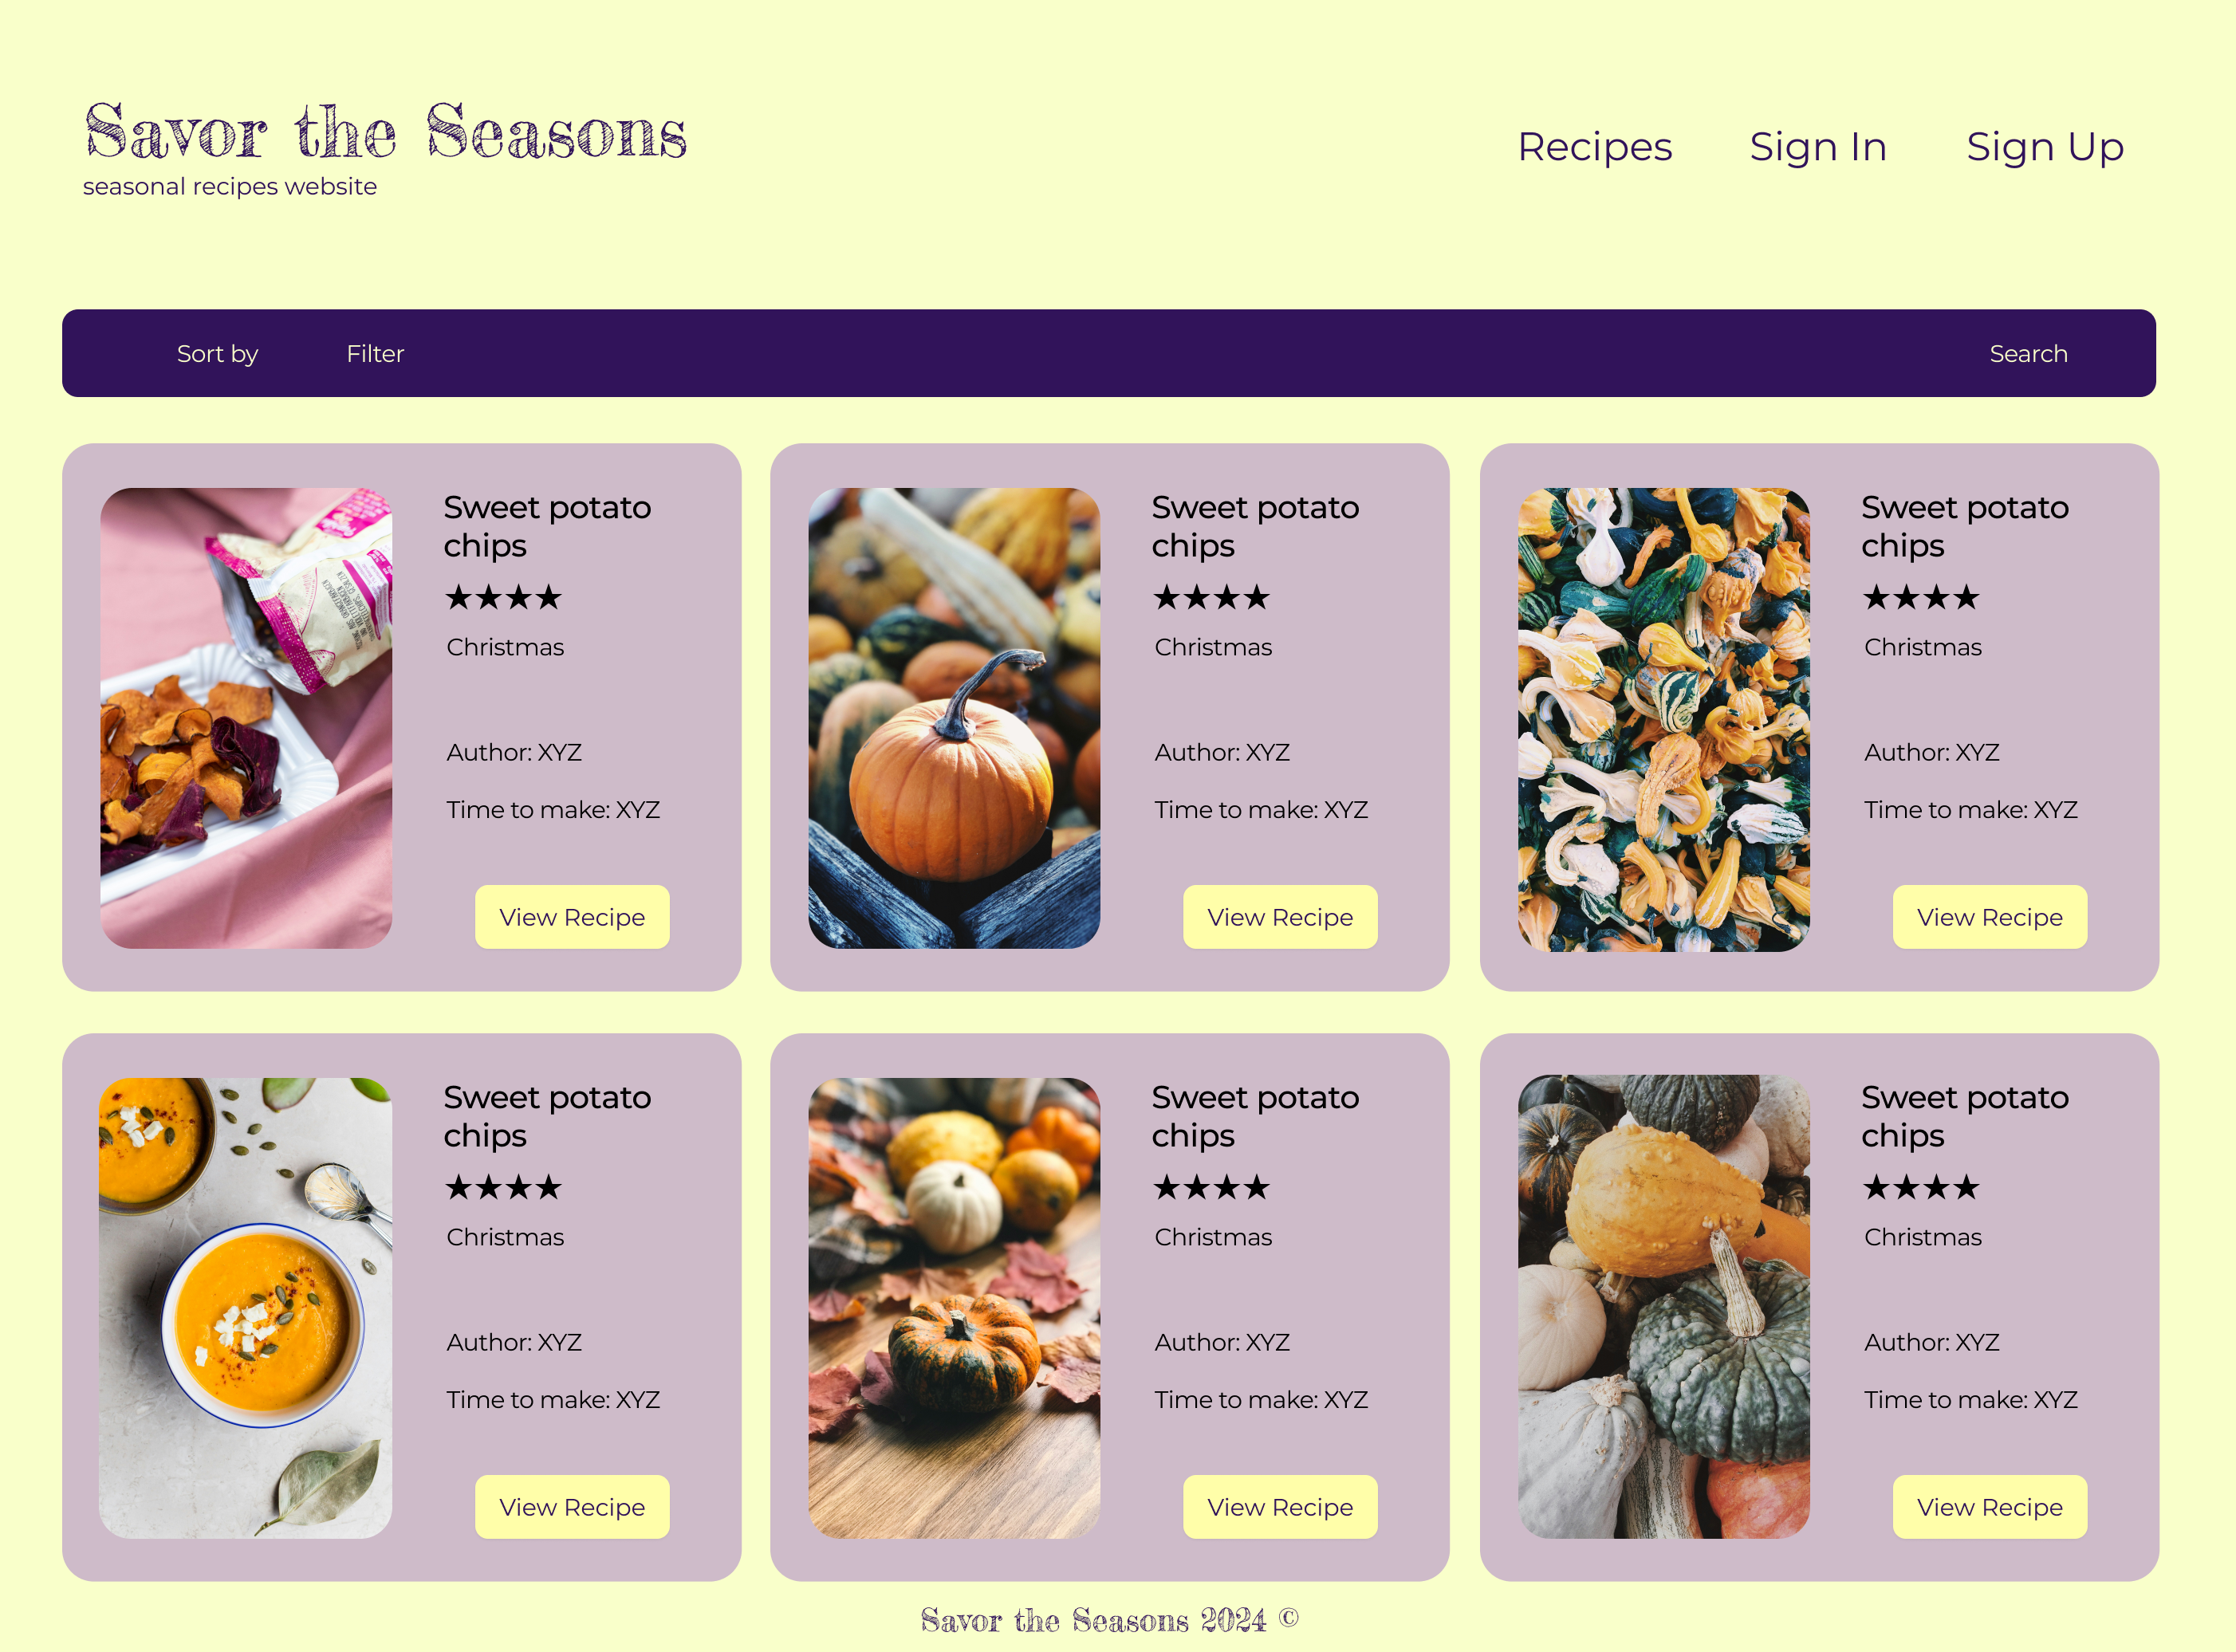 Savor the Seasons
seasonal recipes website
Recipes Sign In Sign Up
Sort by Filter Search
Sweet potato
chips
★★★★
Christmas
Author: XYZ
Time to make: XYZ
View Recipe
Sweet potato
chips
★★★★
Christmas
Author: XYZ
Time to make: XYZ
View Recipe
Sweet potato
chips
★★★★
Christmas
Author: XYZ
Time to make: XYZ
View Recipe
Sweet potato
chips
★★★★
Christmas
Author: XYZ
Time to make: XYZ
View Recipe
Sweet potato
chips
★★★★
Christmas
Author: XYZ
Time to make: XYZ
View Recipe
Sweet potato
chips
★★★★
Christmas
Author: XYZ
Time to make: XYZ
View Recipe
Savor the Seasons 2024 ©